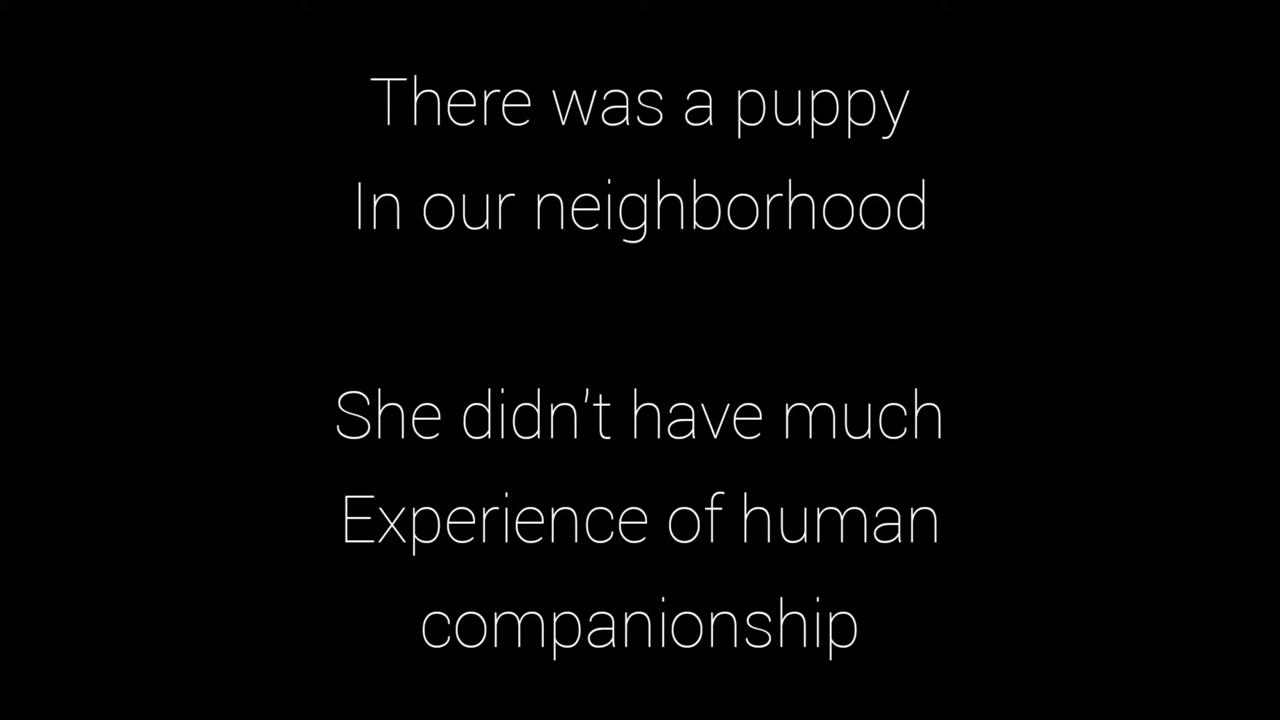 There was a puppy
In our neighborhood
She didn't have much
Experience of human
companionship